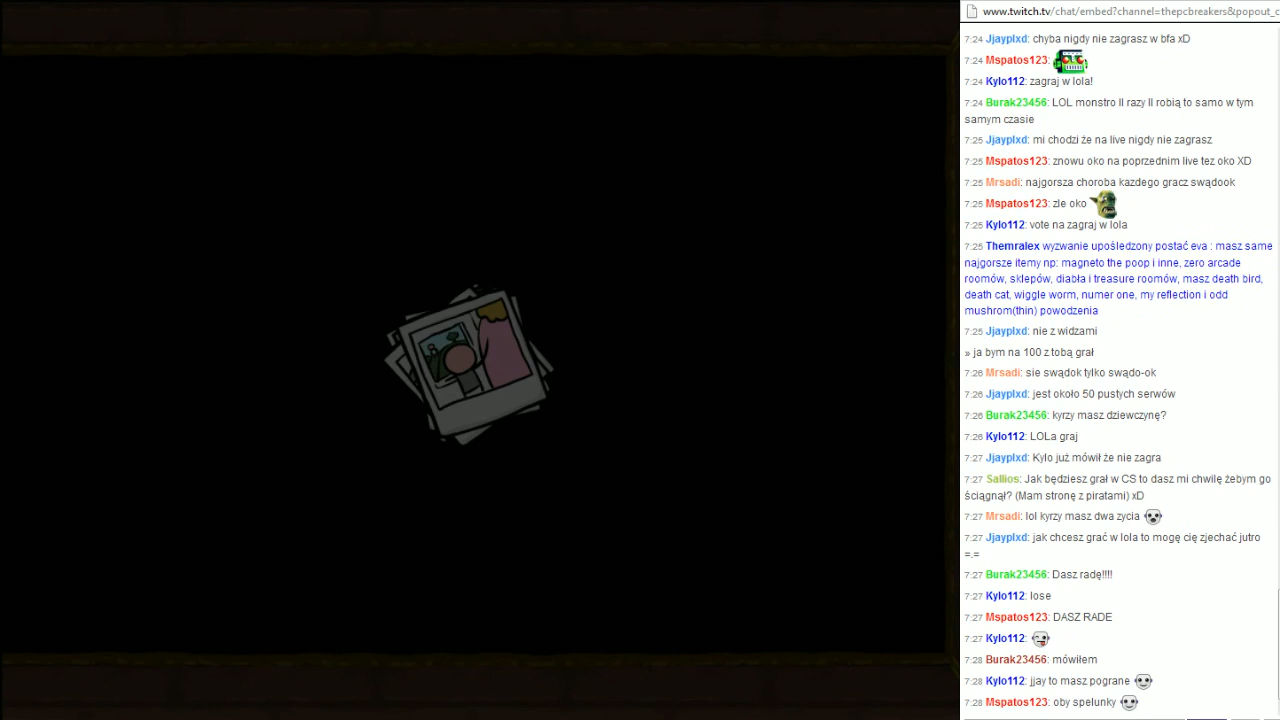 www.twitch.tv/chat/embed?channel=thepcbreakers&popout_c
7:24 Jjayplxd: chyba nigdy nie zagrasz w bfa xD
7:24 Mspatos123:
7:24 Kylo112: zagraj w lola!
7:24 Burak23456: LOL monstro II razy II robią to samo w tym
samym czasie
7:25 Jjayplxd: mi chodzi że na live nigdy nie zagrasz
7:25 Mspatos123: znowu oko na poprzednim live tez oko XD
7:25 Mrsadi: najgorsza choroba kazdego gracz swądook
7:25 Mspatos123: zle oko
7:25 Kylo112: vote na zagraj w lola
7:25 Themralex wyzwanie upośledzony postać eva : masz same
najgorsze itemy np: magneto the poop i inne, zero arcade
roomów, sklepów, diabła i treasure roomów, masz death bird,
death cat, wiggle worm, numer one, my reflection i odd
mushrom(thin) powodzenia
7:25 Jjayplxd: nie z widzami
» ja bym na 100 z tobą grał
7:26 Mrsadi: sie swądok tylko swądo-ok
7:26 Jjayplxd: jest około 50 pustych serwów
7:26 Burak23456: kyrzy masz dziewczynę?
7:26 Kylo112: LOLa graj
7:27 Jjayplxd: Kylo już mówił że nie zagra
7:27 Sallios: Jak będziesz grał w CS to dasz mi chwilę żebym go
ściągnął? (Mam stronę z piratami) xD
7:27 Mrsadi: lol kyrzy masz dwa zycia
7:27 Jjayplxd: jak chcesz grać w lola to mogę cię zjechać jutro
=.=
7:27 Burak23456: Dasz radę!!!!
7:27 Kylo112: lose
7:27 Mspatos123: DASZ RADE
7:27 Kylo112:
7:28 Burak23456: mówiłem
7:28 Kylo112: jjay to masz pograne
7:28 Mspatos123: oby spelunky